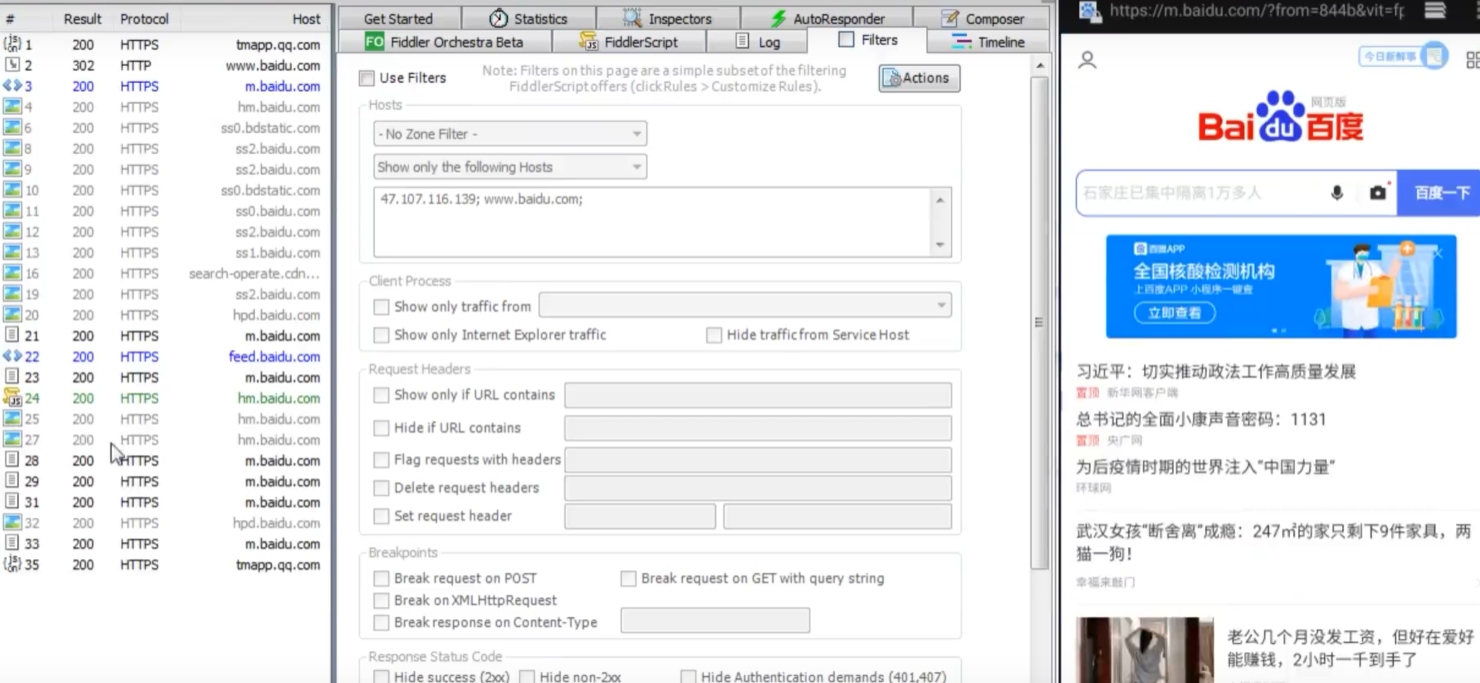 # Result Protocol Host
1 200 HTTPS tmapp.qq.com
2 302 HTTP www.baidu.com
3 200 HTTPS m.baidu.com
4 200 HTTPS hm.baidu.com
6 200 HTTPS ss0.bdstatic.com
8 200 HTTPS ss2.baidu.com
9 200 HTTPS ss2.baidu.com
10 200 HTTPS ss0.bdstatic.com
11 200 HTTPS ss0.baidu.com
12 200 HTTPS ss2.baidu.com
13 200 HTTPS ss1.baidu.com
16 200 HTTPS search-operate.cdn...
19 200 HTTPS ss2.baidu.com
20 200 HTTPS hpd.baidu.com
21 200 HTTPS m.baidu.com
22 200 HTTPS feed.baidu.com
23 200 HTTPS m.baidu.com
24 200 HTTPS hm.baidu.com
25 200 HTTPS hm.baidu.com
27 200 HTTPS hm.baidu.com
28 200 HTTPS m.baidu.com
29 200 HTTPS m.baidu.com
31 200 HTTPS m.baidu.com
32 200 HTTPS hpd.baidu.com
33 200 HTTPS m.baidu.com
35 200 HTTPS tmapp.qq.com
Get Started Statistics Inspectors AutoResponder Composer
FO Fiddler Orchestra Beta FiddlerScript Log Filters Timeline
Use Filters
Note: Filters on this page are a simple subset of the filtering
FiddlerScript offers (click Rules > Customize Rules).
Actions
Hosts
- No Zone Filter -
Show only the following Hosts
47.107.116.139; www.baidu.com;
Client Process
Show only traffic from
Show only Internet Explorer traffic Hide traffic from Service Host
Request Headers
Show only if URL contains
Hide if URL contains
Flag requests with headers
Delete request headers
Set request header
Breakpoints
Break request on POST Break request on GET with query string
Break on XMLHttpRequest
Break response on Content-Type
Response Status Code
Hide success (2xx) Hide non-2xx Hide Authentication demands (401,407)
https://m.baidu.com/?from=844b&vit=fp
今日新鲜事
Bai du 百度
网页版
石家庄已集中隔离1万多人
百度一下
百度APP
全国核酸检测机构
上百度APP 小程序一键查
立即查看
习近平：切实推动政法工作高质量发展
置顶 新华网客户端
总书记的全面小康声音密码：1131
置顶 央广网
为后疫情时期的世界注入“中国力量”
环球网
武汉女孩“断舍离”成瘾：247㎡的家只剩下9件家具，两
猫一狗！
幸福来敲门
老公几个月没发工资，但好在爱好
能赚钱，2小时一千到手了